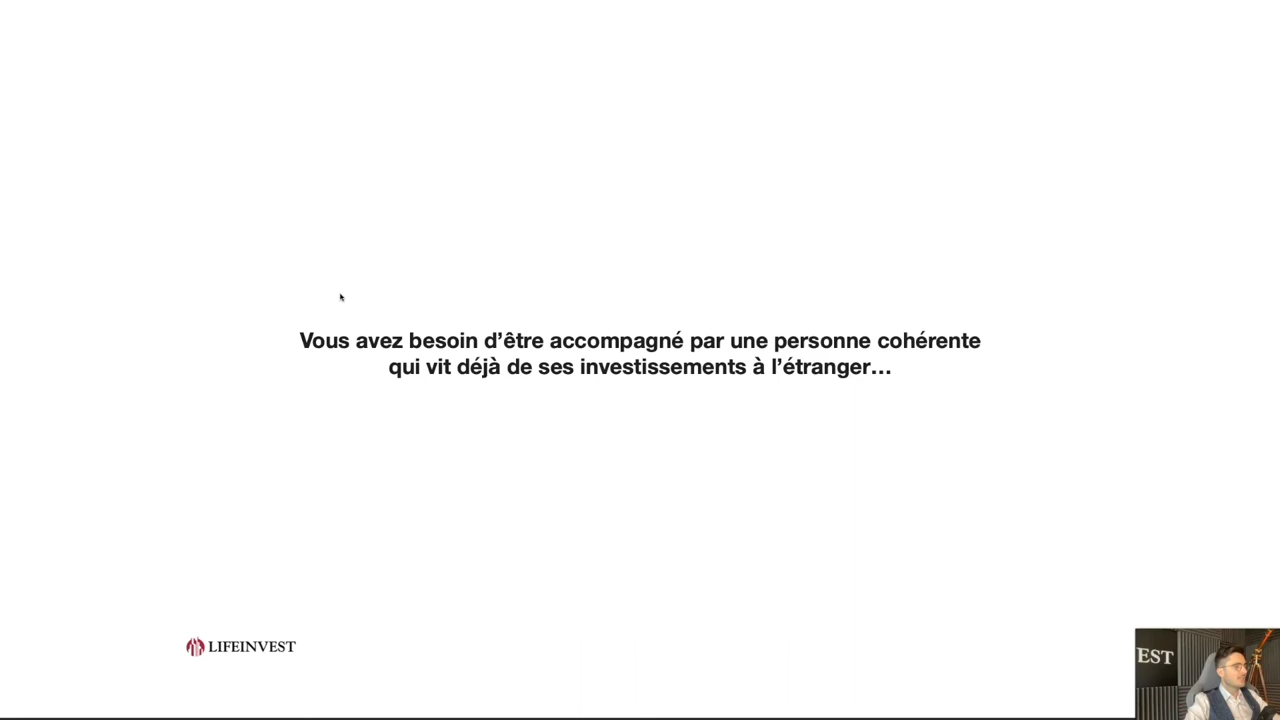 Vous avez besoin d’être accompagné par une personne cohérente
qui vit déjà de ses investissements à l’étranger…
LIFEINVEST
EST